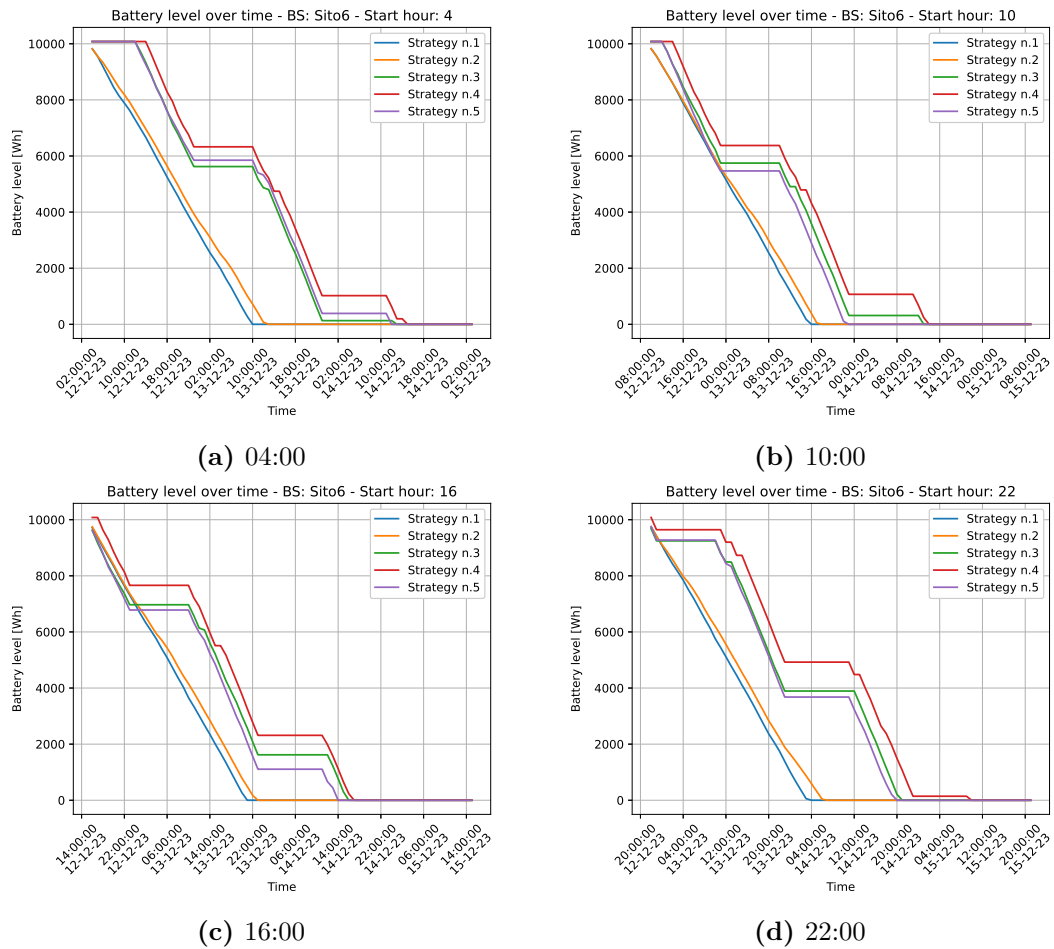 Battery level over time - BS: Sito6 - Start hour: 4
Battery level [Wh]
10000
8000
6000
4000
2000
0
Strategy n.1
Strategy n.2
Strategy n.3
Strategy n.4
Strategy n.5
02:00:00 12-12-23
10:00:00 12-12-23
18:00:00 12-12-23
02:00:00 13-12-23
10:00:00 13-12-23
18:00:00 13-12-23
02:00:00 14-12-23
10:00:00 14-12-23
18:00:00 14-12-23
02:00:00 15-12-23
Time
(a) 04:00
Battery level over time - BS: Sito6 - Start hour: 10
Battery level [Wh]
10000
8000
6000
4000
2000
0
Strategy n.1
Strategy n.2
Strategy n.3
Strategy n.4
Strategy n.5
08:00:00 12-12-23
16:00:00 12-12-23
00:00:00 13-12-23
08:00:00 13-12-23
16:00:00 13-12-23
00:00:00 14-12-23
08:00:00 14-12-23
16:00:00 14-12-23
00:00:00 15-12-23
08:00:00 15-12-23
Time
(b) 10:00
Battery level over time - BS: Sito6 - Start hour: 16
Battery level [Wh]
10000
8000
6000
4000
2000
0
Strategy n.1
Strategy n.2
Strategy n.3
Strategy n.4
Strategy n.5
14:00:00 12-12-23
22:00:00 12-12-23
06:00:00 13-12-23
14:00:00 13-12-23
22:00:00 13-12-23
06:00:00 14-12-23
14:00:00 14-12-23
22:00:00 14-12-23
06:00:00 15-12-23
14:00:00 15-12-23
Time
(c) 16:00
Battery level over time - BS: Sito6 - Start hour: 22
Battery level [Wh]
10000
8000
6000
4000
2000
0
Strategy n.1
Strategy n.2
Strategy n.3
Strategy n.4
Strategy n.5
20:00:00 12-12-23
04:00:00 13-12-23
12:00:00 13-12-23
20:00:00 13-12-23
04:00:00 14-12-23
12:00:00 14-12-23
20:00:00 14-12-23
04:00:00 15-12-23
12:00:00 15-12-23
20:00:00 15-12-23
Time
(d) 22:00